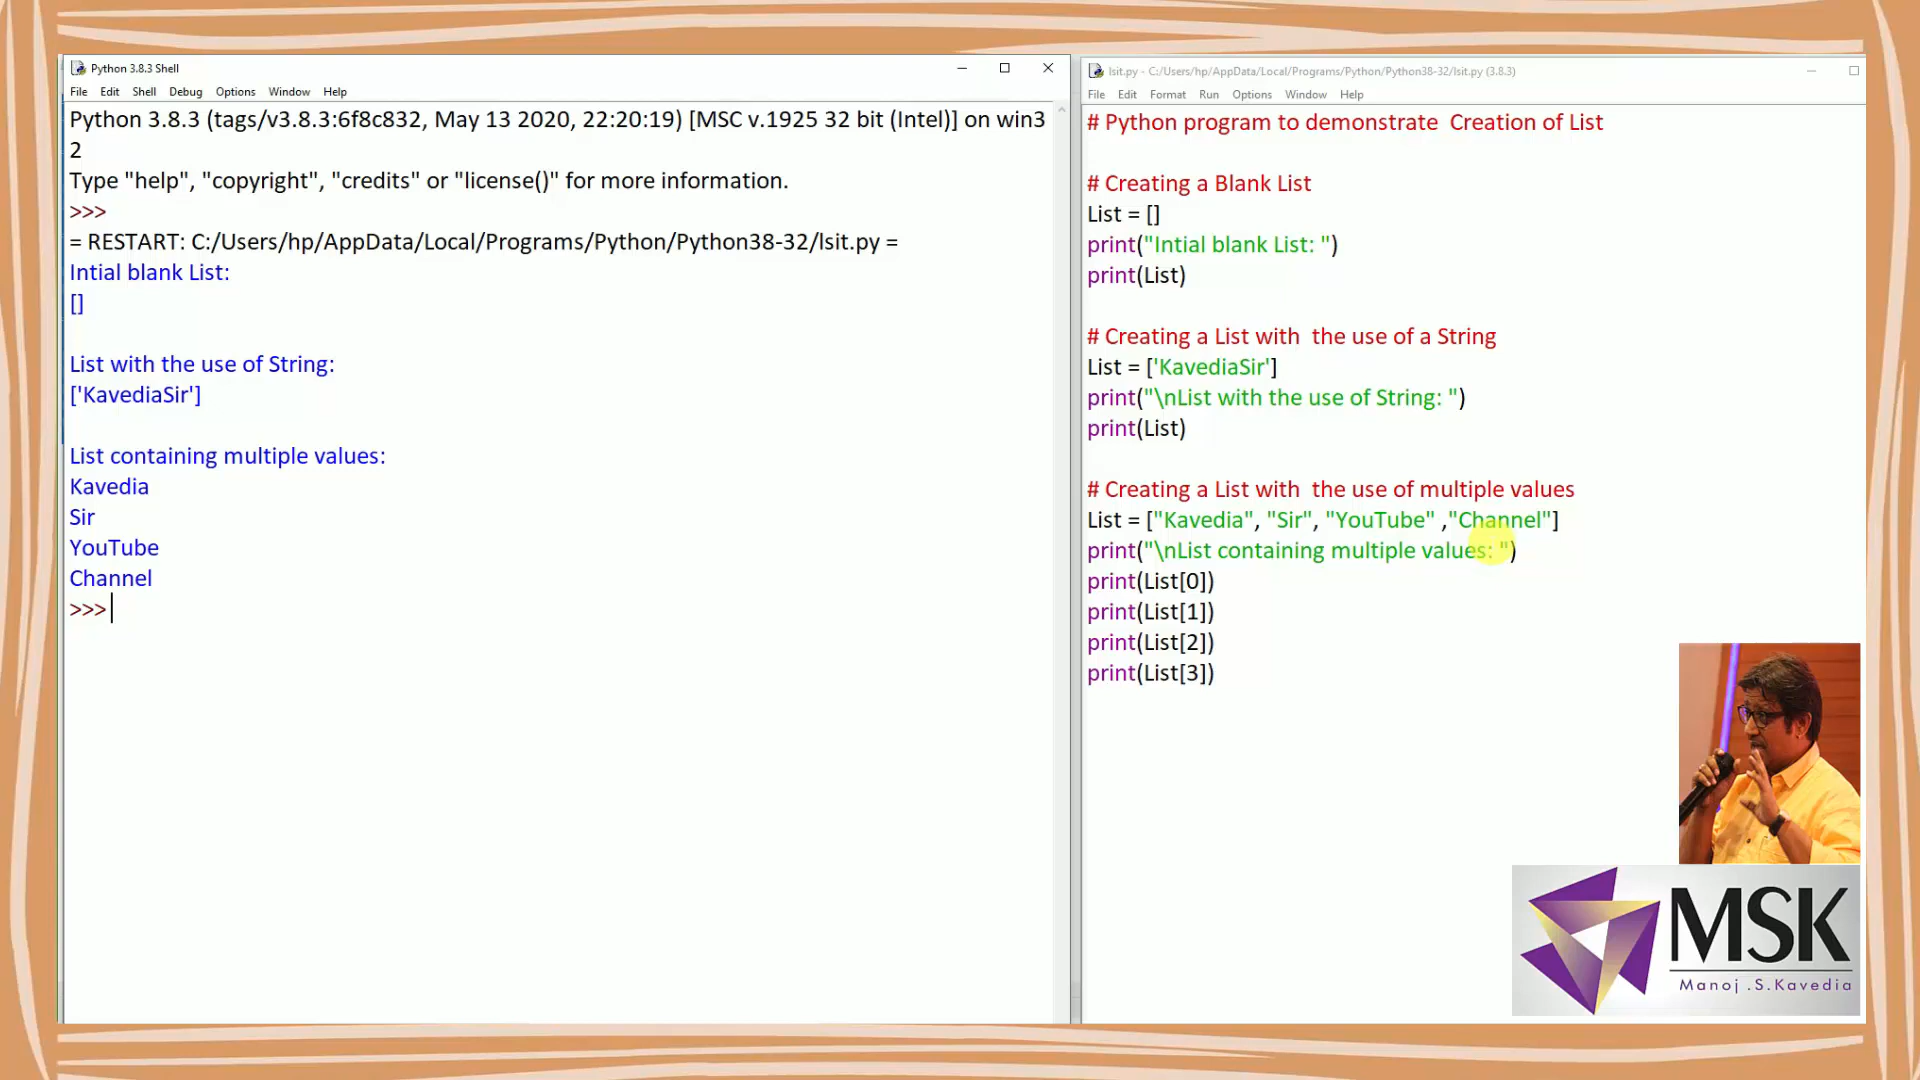 Python 3.8.3 Shell
File Edit Shell Debug Options Window Help
Python 3.8.3 (tags/v3.8.3:6f8c832, May 13 2020, 22:20:19) [MSC v.1925 32 bit (Intel)] on win3
2
Type "help", "copyright", "credits" or "license()" for more information.
>>>
= RESTART: C:/Users/hp/AppData/Local/Programs/Python/Python38-32/lsit.py =
Intial blank List:
[]
List with the use of String:
['KavediaSir']
List containing multiple values:
Kavedia
Sir
YouTube
Channel
>>>
lsit.py - C:/Users/hp/AppData/Local/Programs/Python/Python38-32/lsit.py (3.8.3)
File Edit Format Run Options Window Help
# Python program to demonstrate  Creation of List
# Creating a Blank List
List = []
print("Intial blank List: ")
print(List)
# Creating a List with  the use of a String
List = ['KavediaSir']
print("\nList with the use of String: ")
print(List)
# Creating a List with  the use of multiple values
List = ["Kavedia", "Sir", "YouTube" ,"Channel"]
print("\nList containing multiple values: ")
print(List[0])
print(List[1])
print(List[2])
print(List[3])
MSK
Manoj .S.Kavedia